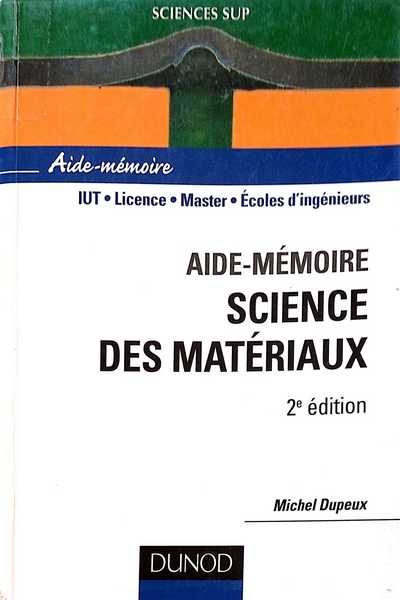 SCIENCES SUP
Aide-mémoire
IUT • Licence • Master • Écoles d'ingénieurs
AIDE-MÉMOIRE
SCIENCE
DES MATÉRIAUX
2e édition
Michel Dupeux
DUNOD